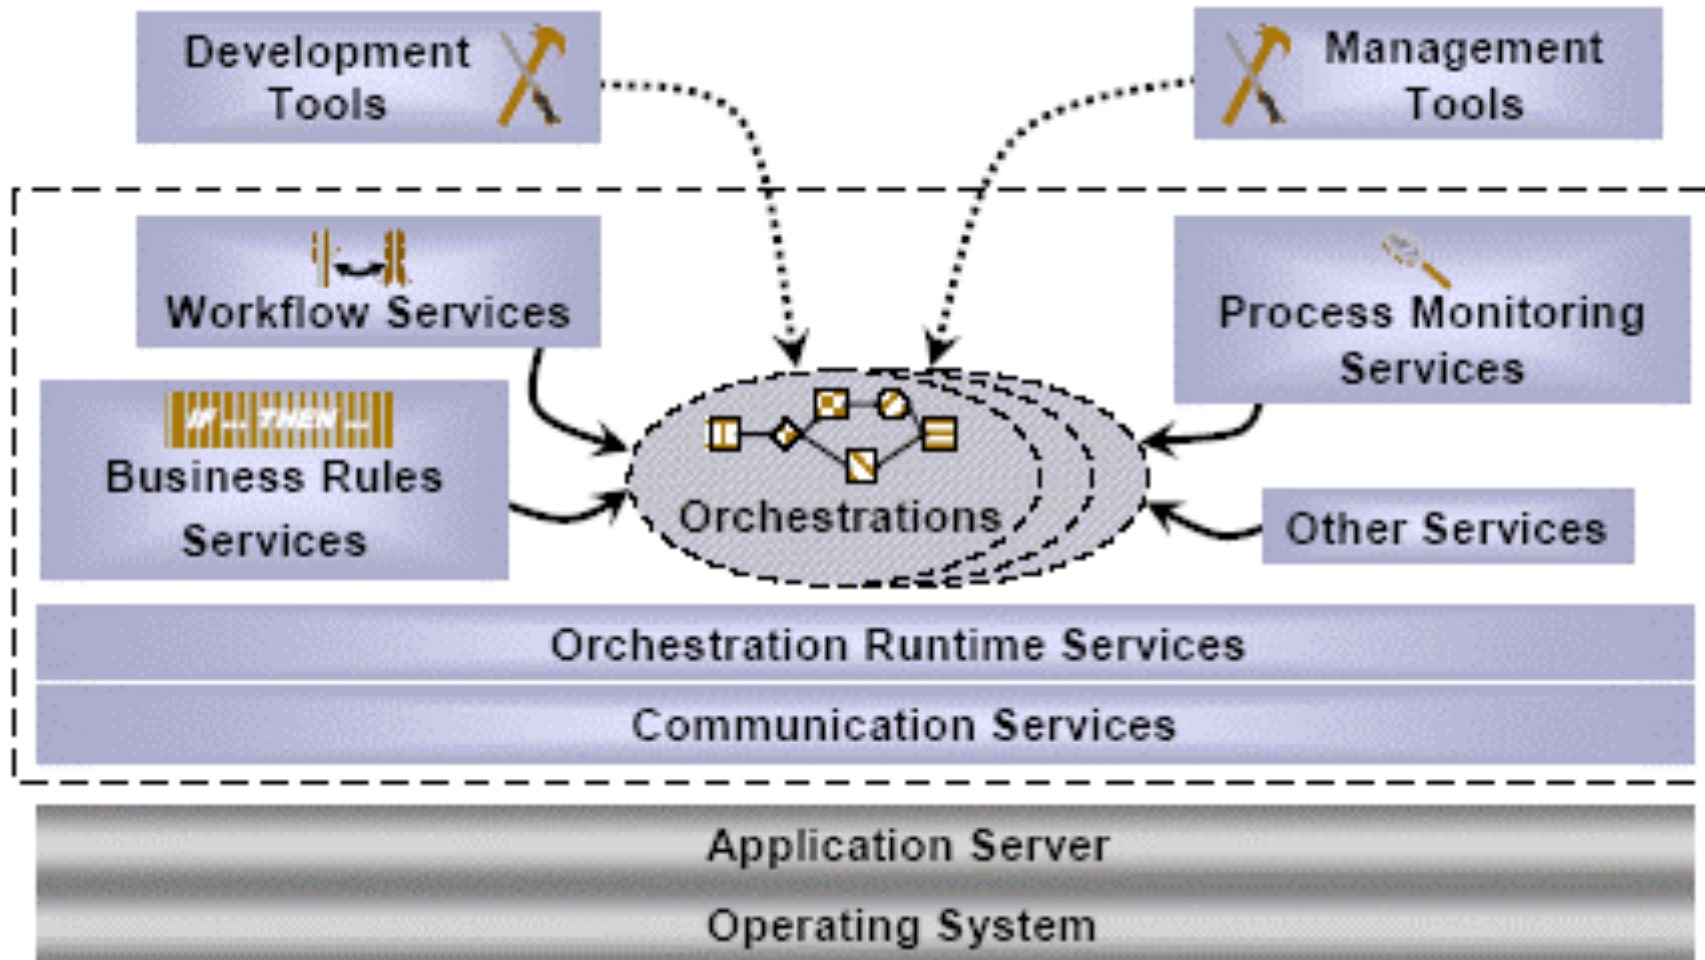 Development
Tools
Management
Tools
Workflow Services
Process Monitoring
Services
IF ... THEN ...
Business Rules
Services
Orchestrations
Other Services
Orchestration Runtime Services
Communication Services
Application Server
Operating System